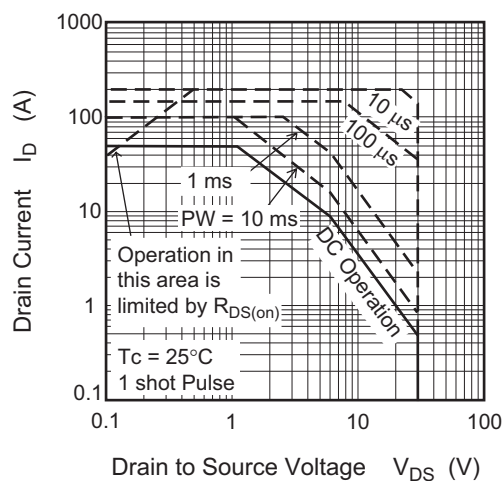 1000
100
10
1
0.1
Drain Current I_D (A)
10 μs
100 μs
1 ms
PW = 10 ms
DC Operation
Operation in
this area is
limited by R_DS(on)
Tc = 25°C
1 shot Pulse
0.1 1 10 100
Drain to Source Voltage V_DS (V)